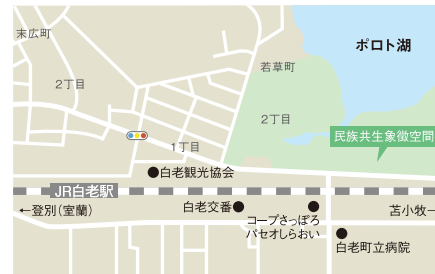 末広町
ポロト湖
若草町
2丁目
2丁目
民族共生象徴空間
1丁目
白老観光協会
JR白老駅
←登別（室蘭）
白老交番
コープさっぽろ
パセオしらおい
苫小牧→
白老町立病院